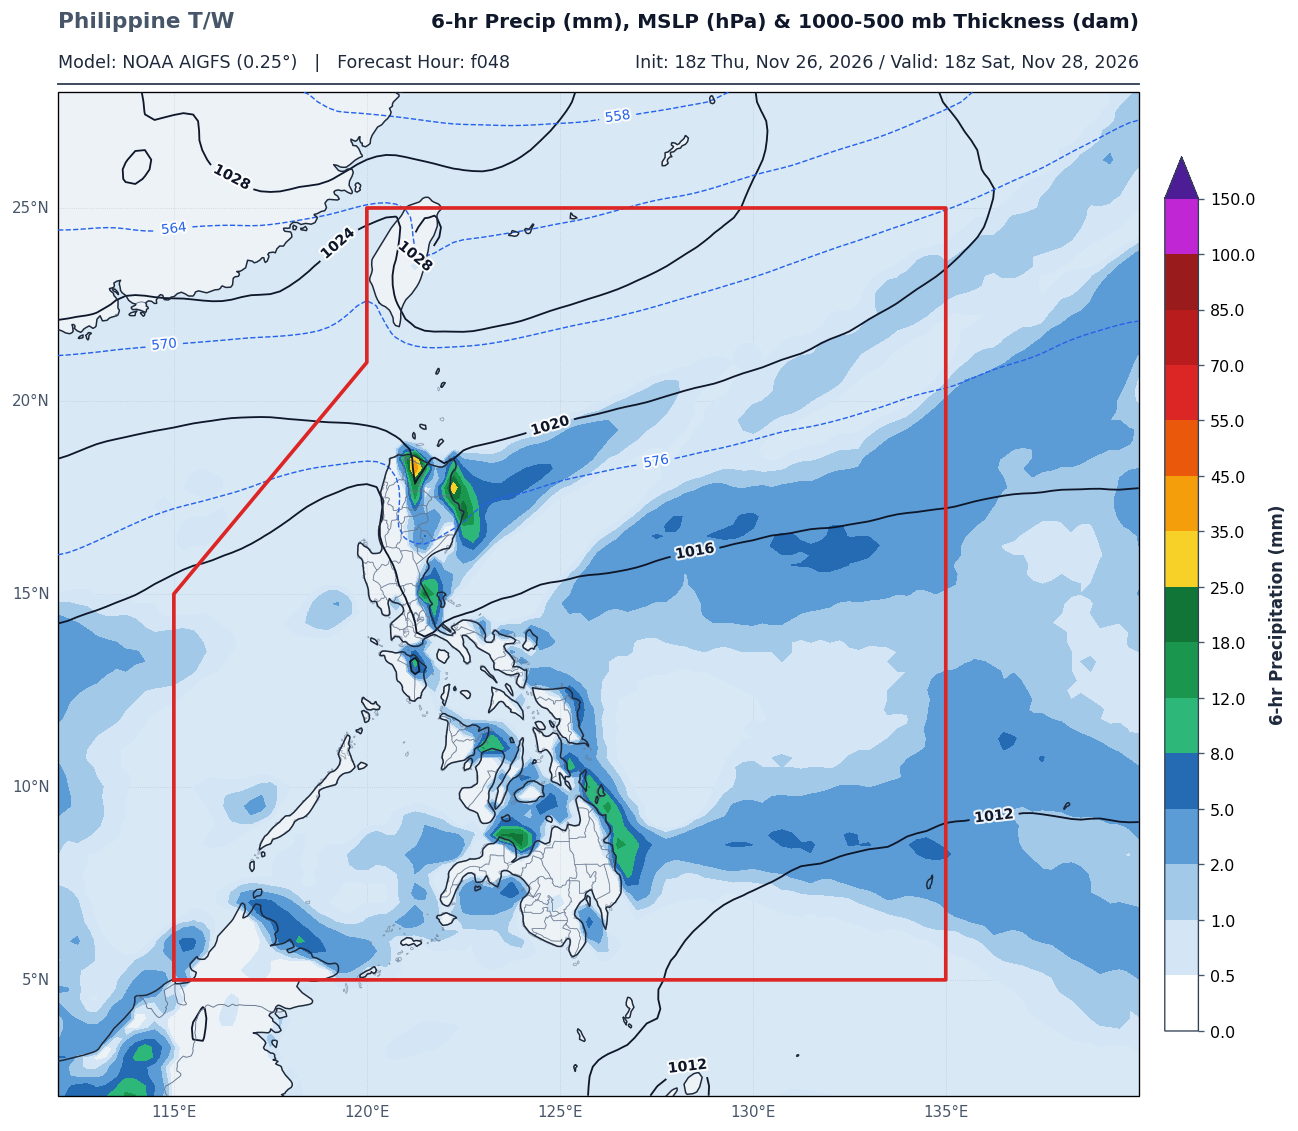 Philippine T/W
6-hr Precip (mm), MSLP (hPa) & 1000-500 mb Thickness (dam)
Model: NOAA AIGFS (0.25°) | Forecast Hour: f048
Init: 18z Thu, Nov 26, 2026 / Valid: 18z Sat, Nov 28, 2026
558
1028
564
1024
1028
570
1020
576
1016
1012
1012
25°N
20°N
15°N
10°N
5°N
115°E
120°E
125°E
130°E
135°E
150.0
100.0
85.0
70.0
55.0
45.0
35.0
25.0
18.0
12.0
8.0
5.0
2.0
1.0
0.5
0.0
6-hr Precipitation (mm)